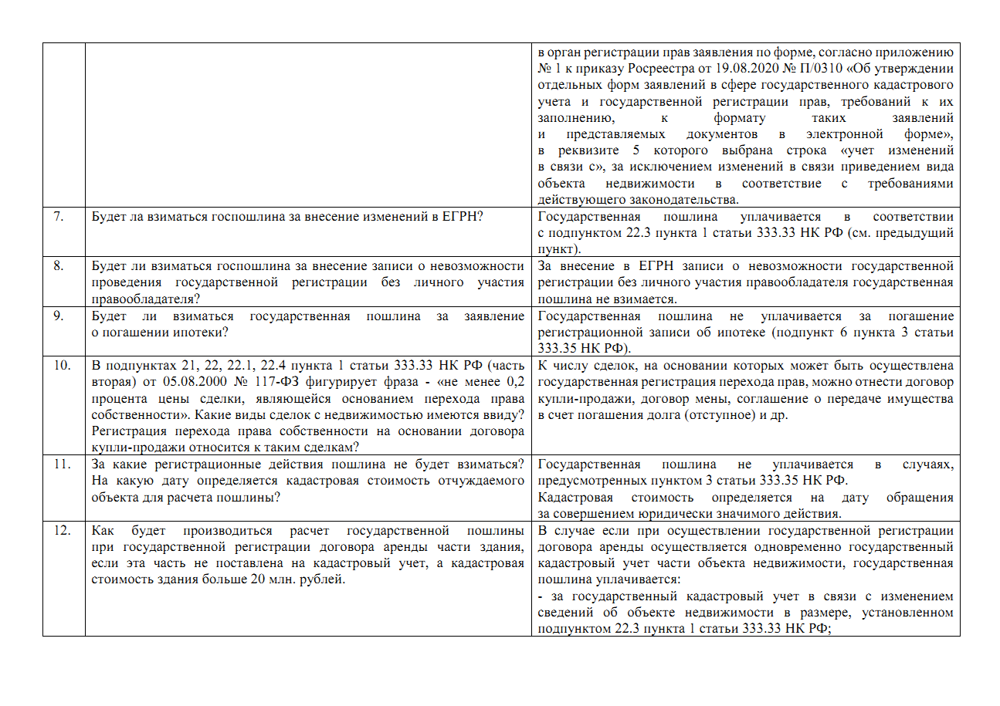 в орган регистрации прав заявления по форме, согласно приложению
№ 1 к приказу Росреестра от 19.08.2020 № П/0310 «Об утверждении
отдельных форм заявлений в сфере государственного кадастрового
учета и государственной регистрации прав, требований к их
заполнению, к формату таких заявлений
и представляемых документов в электронной форме»,
в реквизите 5 которого выбрана строка «учет изменений
в связи с», за исключением изменений в связи приведением вида
объекта недвижимости в соответствие с требованиями
действующего законодательства.
7.
Будет ла взиматься госпошлина за внесение изменений в ЕГРН?
Государственная пошлина уплачивается в соответствии
с подпунктом 22.3 пункта 1 статьи 333.33 НК РФ (см. предыдущий
пункт).
8.
Будет ли взиматься госпошлина за внесение записи о невозможности
проведения государственной регистрации без личного участия
правообладателя?
За внесение в ЕГРН записи о невозможности государственной
регистрации без личного участия правообладателя государственная
пошлина не взимается.
9.
Будет ли взиматься государственная пошлина за заявление
о погашении ипотеки?
Государственная пошлина не уплачивается за погашение
регистрационной записи об ипотеке (подпункт 6 пункта 3 статьи
333.35 НК РФ).
10.
В подпунктах 21, 22, 22.1, 22.4 пункта 1 статьи 333.33 НК РФ (часть
вторая) от 05.08.2000 № 117-ФЗ фигурирует фраза - «не менее 0,2
процента цены сделки, являющейся основанием перехода права
собственности». Какие виды сделок с недвижимостью имеются ввиду?
Регистрация перехода права собственности на основании договора
купли-продажи относится к таким сделкам?
К числу сделок, на основании которых может быть осуществлена
государственная регистрация перехода прав, можно отнести договор
купли-продажи, договор мены, соглашение о передаче имущества
в счет погашения долга (отступное) и др.
11.
За какие регистрационные действия пошлина не будет взиматься?
На какую дату определяется кадастровая стоимость отчуждаемого
объекта для расчета пошлины?
Государственная пошлина не уплачивается в случаях,
предусмотренных пунктом 3 статьи 333.35 НК РФ.
Кадастровая стоимость определяется на дату обращения
за совершением юридически значимого действия.
12.
Как будет производиться расчет государственной пошлины
при государственной регистрации договора аренды части здания,
если эта часть не поставлена на кадастровый учет, а кадастровая
стоимость здания больше 20 млн. рублей.
В случае если при осуществлении государственной регистрации
договора аренды осуществляется одновременно государственный
кадастровый учет части объекта недвижимости, государственная
пошлина уплачивается:
- за государственный кадастровый учет в связи с изменением
сведений об объекте недвижимости в размере, установленном
подпунктом 22.3 пункта 1 статьи 333.33 НК РФ;